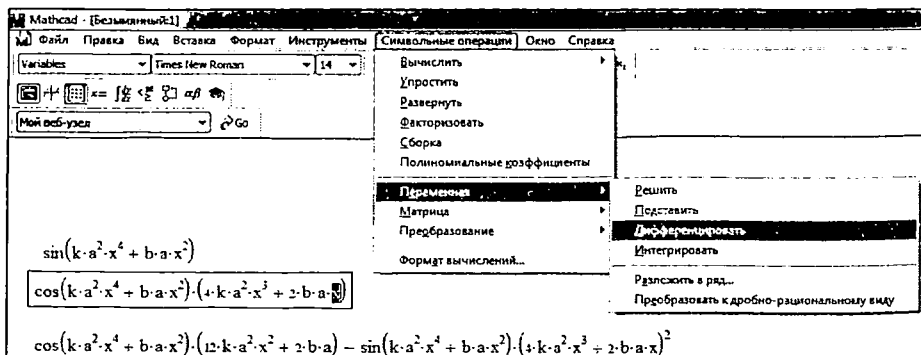 Mathcad - [Безымянный:1]
Файл Правка Вид Вставка Формат Инструменты Символьные операции Окно Справка
Variables Times New Roman 14
Мой веб-узел Go
Вычислить
Упростить
Развернуть
Факторизовать
Сборка
Полиномиальные коэффициенты
Переменная
Матрица
Преобразование
Формат вычислений...
Решить
Подставить
Дифференцировать
Интегрировать
Разложить в ряд...
Преобразовать к дробно-рациональному виду
sin(k·a²·x⁴ + b·a·x²)
cos(k·a²·x⁴ + b·a·x²)·(4·k·a²·x³ + 2·b·a·x)
cos(k·a²·x⁴ + b·a·x²)·(12·k·a²·x² + 2·b·a) − sin(k·a²·x⁴ + b·a·x²)·(4·k·a²·x³ + 2·b·a·x)²